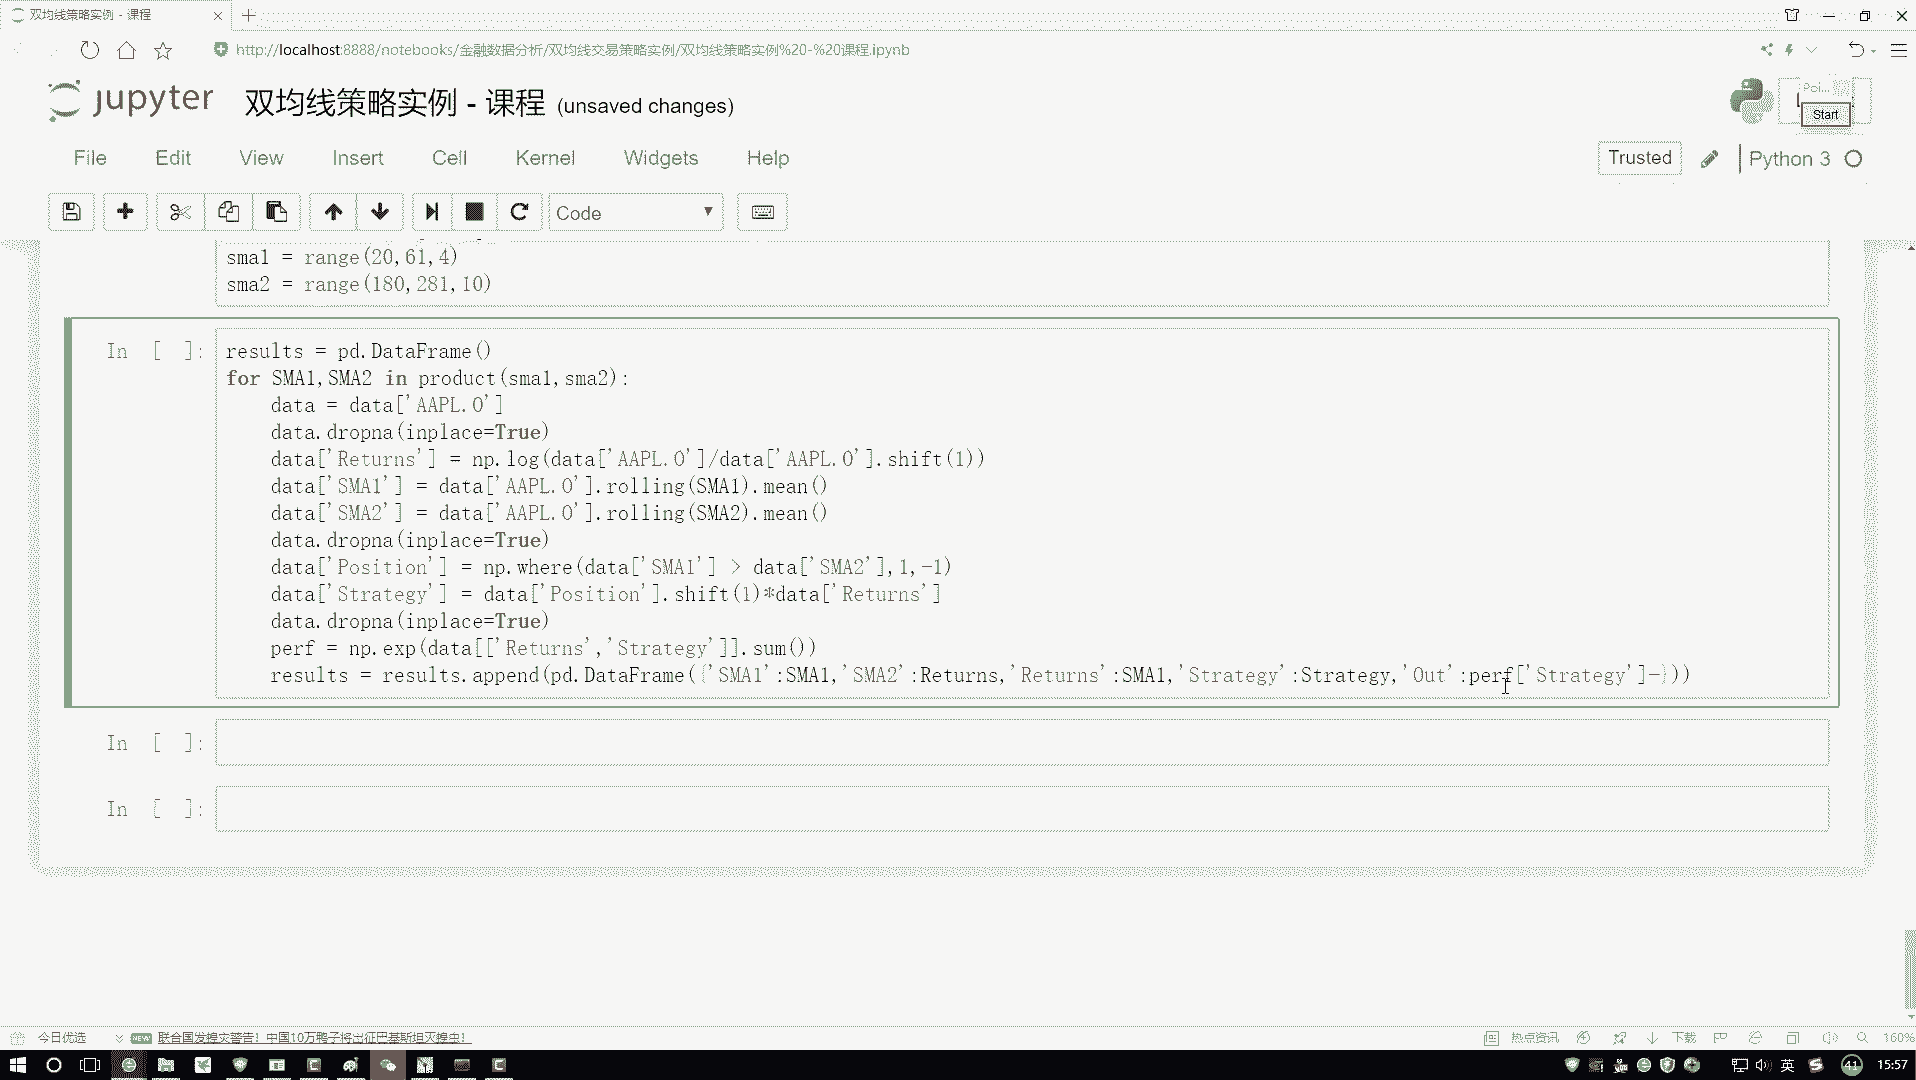 双均线策略实例 - 课程
http://localhost:8888/notebooks/金融数据分析/双均线交易策略实例/双均线策略实例%20-%20课程.ipynb
jupyter 双均线策略实例 - 课程 (unsaved changes)
Start
File Edit View Insert Cell Kernel Widgets Help
Trusted Python 3
Code
sma1 = range(20,61,4)
sma2 = range(180,281,10)
In [ ]: results = pd.DataFrame()
for SMA1,SMA2 in product(sma1,sma2):
data = data['AAPL.O']
data.dropna(inplace=True)
data['Returns'] = np.log(data['AAPL.O']/data['AAPL.O'].shift(1))
data['SMA1'] = data['AAPL.O'].rolling(SMA1).mean()
data['SMA2'] = data['AAPL.O'].rolling(SMA2).mean()
data.dropna(inplace=True)
data['Position'] = np.where(data['SMA1'] > data['SMA2'],1,-1)
data['Strategy'] = data['Position'].shift(1)*data['Returns']
data.dropna(inplace=True)
perf = np.exp(data[['Returns','Strategy']].sum())
results = results.append(pd.DataFrame({'SMA1':SMA1,'SMA2':Returns,'Returns':SMA1,'Strategy':Strategy,'Out':perf['Strategy']-}))
In [ ]:
In [ ]:
今日优选 NEW 联合国发蝗灾警告！中国10万鸭子将出征巴基斯坦灭蝗虫！ 热点资讯 下载 160%
英 41 15:57